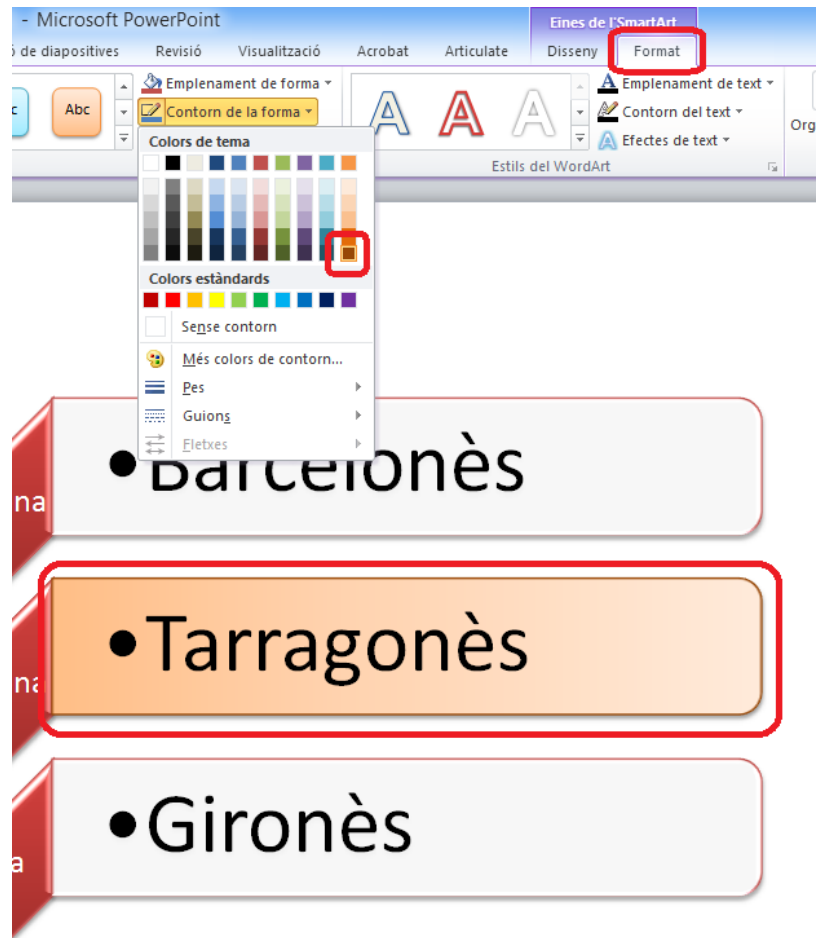 - Microsoft PowerPoint
Eines de l'SmartArt
ó de diapositives Revisió Visualització Acrobat Articulate Disseny Format
c Abc
Emplenament de forma
Contorn de la forma
Emplenament de text
Contorn del text
Efectes de text
Org
Estils del WordArt
Colors de tema
Colors estàndards
Sense contorn
Més colors de contorn...
Pes
Guions
Fletxes
na
•Barcelonès
na
•Tarragonès
a
•Gironès